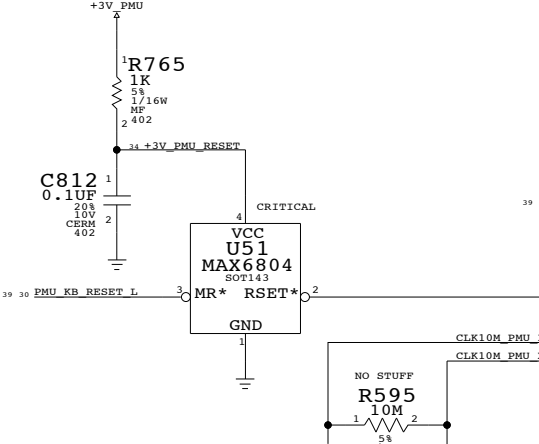 +3V_PMU
1
R765
1K
5%
1/16W
MF
402
2
34 +3V_PMU_RESET
C812
0.1UF
20%
10V
CERM
402
1
2
CRITICAL
39
4
VCC
U51
MAX6804
SOT143
39 30 PMU_KB_RESET_L
3
MR* RSET*
2
GND
1
CLK10M_PMU_
CLK10M_PMU_
NO STUFF
R595
10M
1 2
5%